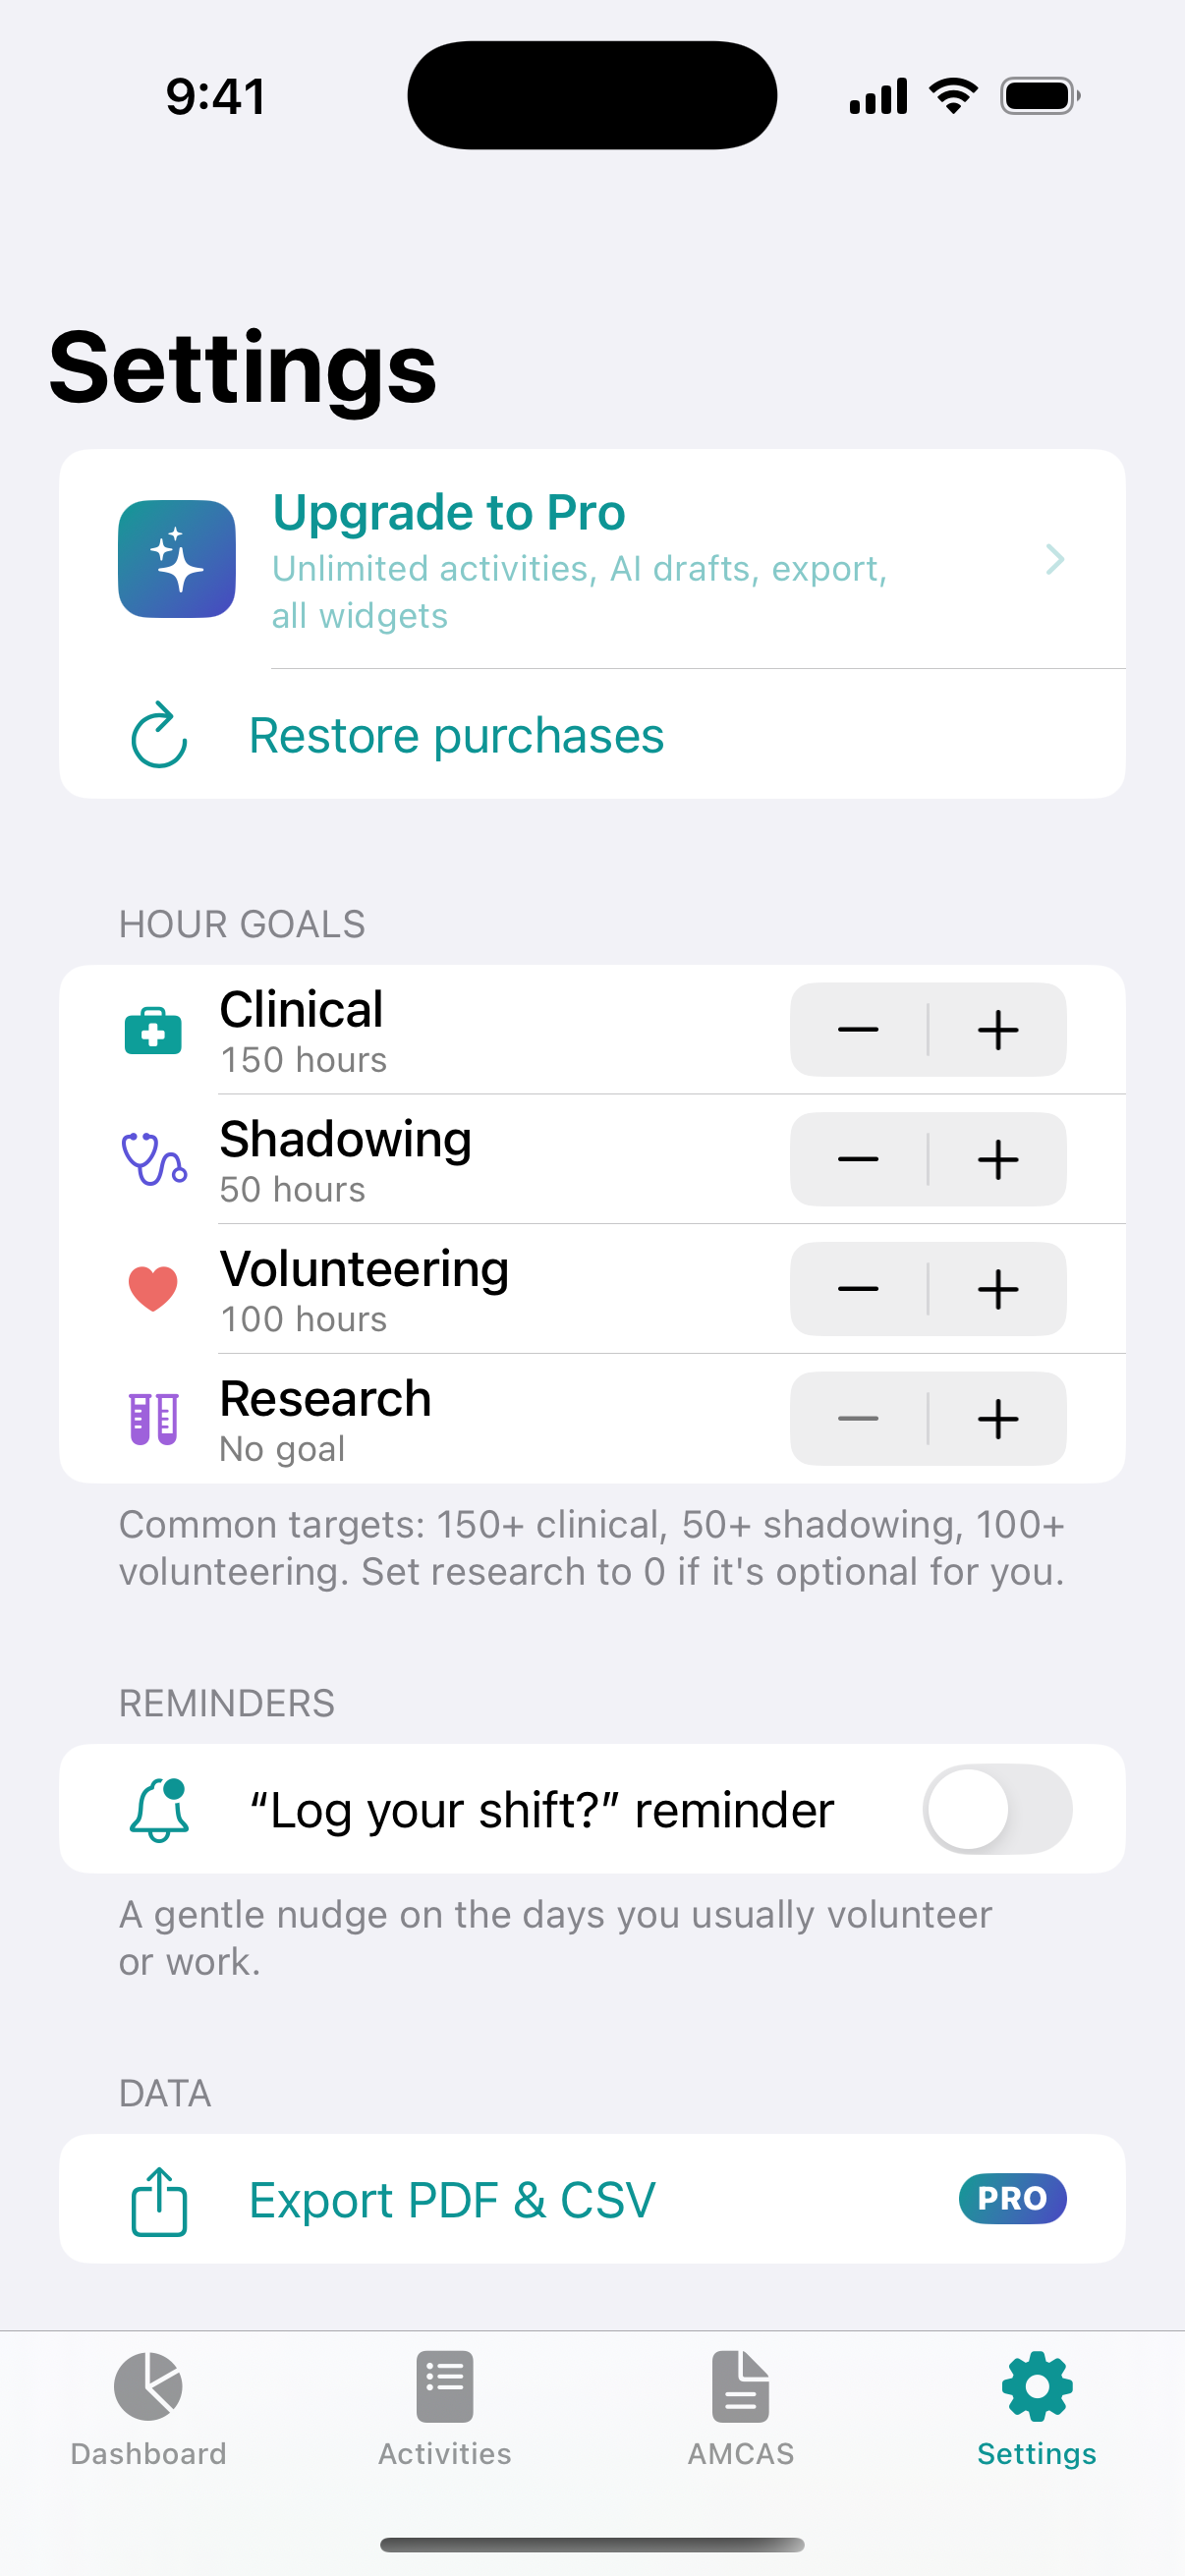 9:41
Settings
Upgrade to Pro
Unlimited activities, AI drafts, export,
all widgets
Restore purchases
HOUR GOALS
Clinical
150 hours
Shadowing
50 hours
Volunteering
100 hours
Research
No goal
Common targets: 150+ clinical, 50+ shadowing, 100+
volunteering. Set research to 0 if it's optional for you.
REMINDERS
“Log your shift?” reminder
A gentle nudge on the days you usually volunteer
or work.
DATA
Export PDF & CSV
PRO
Dashboard
Activities
AMCAS
Settings